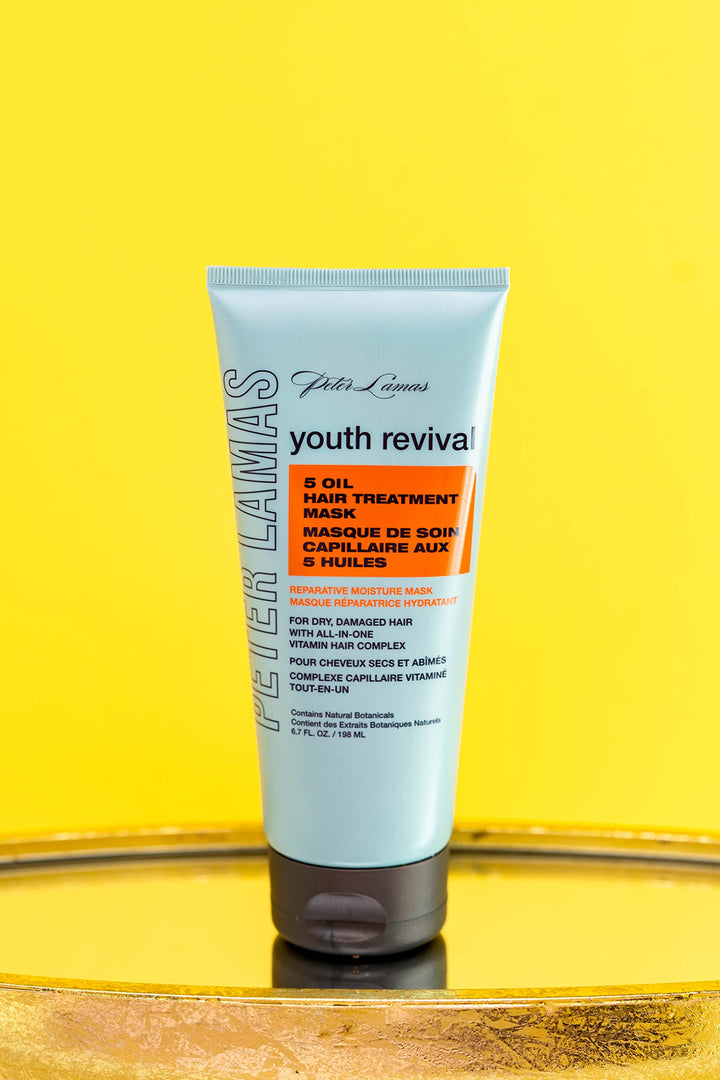 PETER LAMAS
Peter Lamas
youth revival
5 OIL
HAIR TREATMENT
MASK
MASQUE DE SOIN
CAPILLAIRE AUX
5 HUILES
REPARATIVE MOISTURE MASK
MASQUE RÉPARATRICE HYDRATANT
FOR DRY, DAMAGED HAIR
WITH ALL-IN-ONE
VITAMIN HAIR COMPLEX
POUR CHEVEUX SECS ET ABÎMÉS
COMPLEXE CAPILLAIRE VITAMINÉ
TOUT-EN-UN
Contains Natural Botanicals
Contient des Extraits Botaniques Naturels
6.7 FL. OZ. / 198 ML